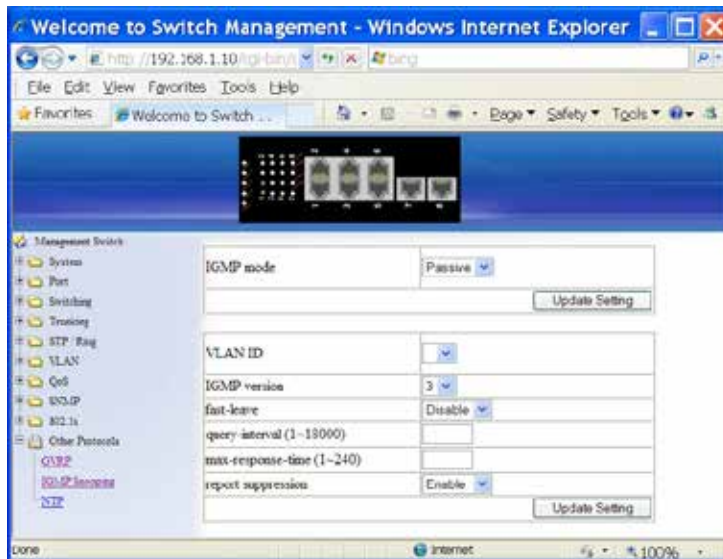 Welcome to Switch Management - Windows Internet Explorer
http://192.168.1.10/cgi-bin/i
bing
File Edit View Favorites Tools Help
Favorites Welcome to Switch ...
Page Safety Tools
Management Switch
System
Port
Switching
Trunking
STP / Ring
VLAN
QoS
SNMP
802.1x
Other Protocols
GVRP
IGMP Snooping
NTP
IGMP mode Passive
Update Setting
VLAN ID
IGMP version 3
fast-leave Disable
query-interval (1~18000)
max-response-time (1~240)
report suppression Enable
Update Setting
Done Internet 100%